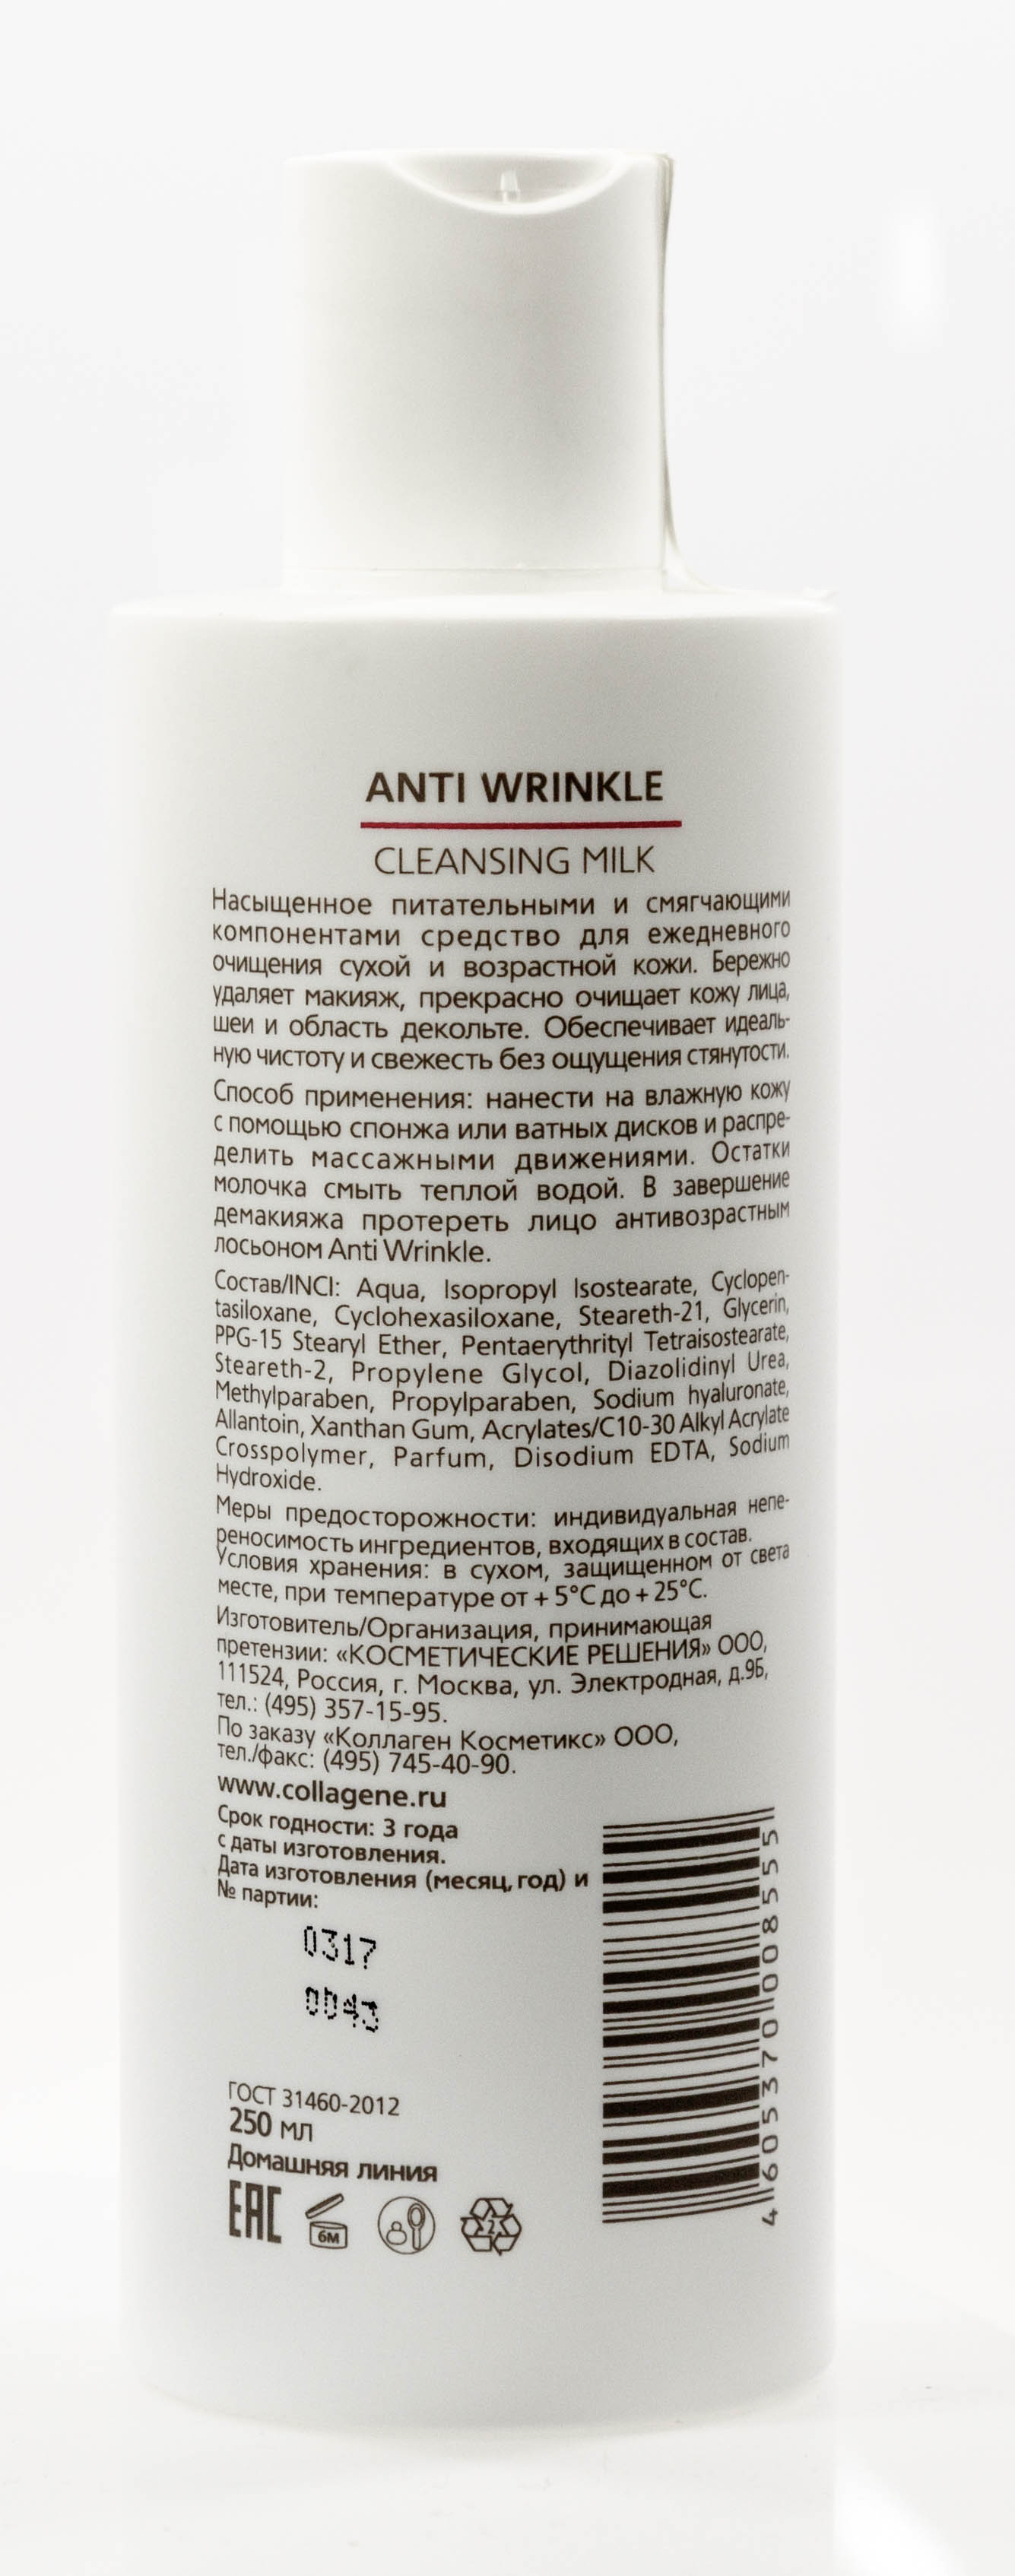 ANTI WRINKLE
CLEANSING MILK
Насыщенное питательными и смягчающими
компонентами средство для ежедневного
очищения сухой и возрастной кожи. Бережно
удаляет макияж, прекрасно очищает кожу лица,
шеи и область декольте. Обеспечивает идеаль-
ную чистоту и свежесть без ощущения стянутости.
Способ применения: нанести на влажную кожу
с помощью спонжа или ватных дисков и распре-
делить массажными движениями. Остатки
молочка смыть теплой водой. В завершение
демакияжа протереть лицо антивозрастным
лосьоном Anti Wrinkle.
Состав/INCI: Aqua, Isopropyl Isostearate, Cyclopen-
tasiloxane, Cyclohexasiloxane, Steareth-21, Glycerin,
PPG-15 Stearyl Ether, Pentaerythrityl Tetraisostearate,
Steareth-2, Propylene Glycol, Diazolidinyl Urea,
Methylparaben, Propylparaben, Sodium hyaluronate,
Allantoin, Xanthan Gum, Acrylates/C10-30 Alkyl Acrylate
Crosspolymer, Parfum, Disodium EDTA, Sodium
Hydroxide.
Меры предосторожности: индивидуальная непе-
реносимость ингредиентов, входящих в состав.
Условия хранения: в сухом, защищенном от света
месте, при температуре от + 5°C до + 25°C.
Изготовитель/Организация, принимающая
претензии: «КОСМЕТИЧЕСКИЕ РЕШЕНИЯ» ООО,
111524, Россия, г. Москва, ул. Электродная, д.9Б,
тел.: (495) 357-15-95.
По заказу «Коллаген Косметикс» ООО,
тел./факс: (495) 745-40-90.
www.collagene.ru
Срок годности: 3 года
с даты изготовления.
Дата изготовления (месяц, год) и
№ партии:
0317
0043
ГОСТ 31460-2012
250 мл
Домашняя линия
EAC
6M
2
4 605370 008555